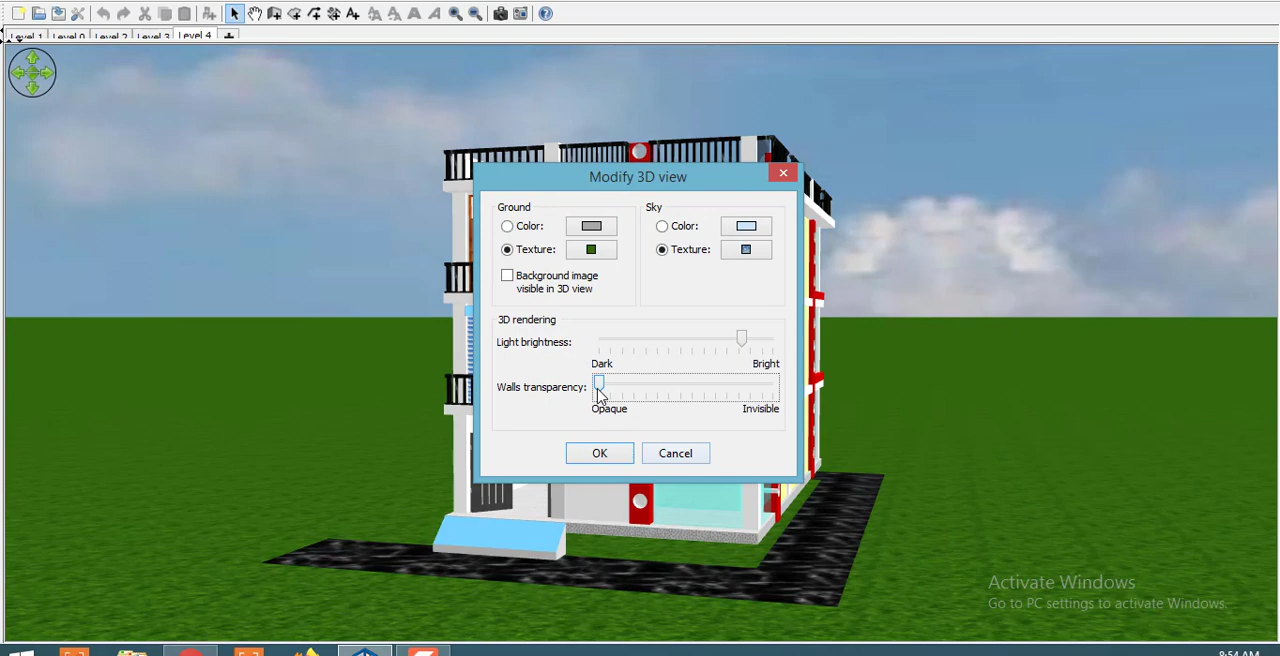 Level 1 Level 0 Level 2 Level 3 Level 4
Modify 3D view
Ground
Color:
Texture:
Background image
visible in 3D view
Sky
Color:
Texture:
3D rendering
Light brightness:
Dark Bright
Walls transparency:
Opaque Invisible
OK Cancel
Activate Windows
Go to PC settings to activate Windows.
8:54 AM